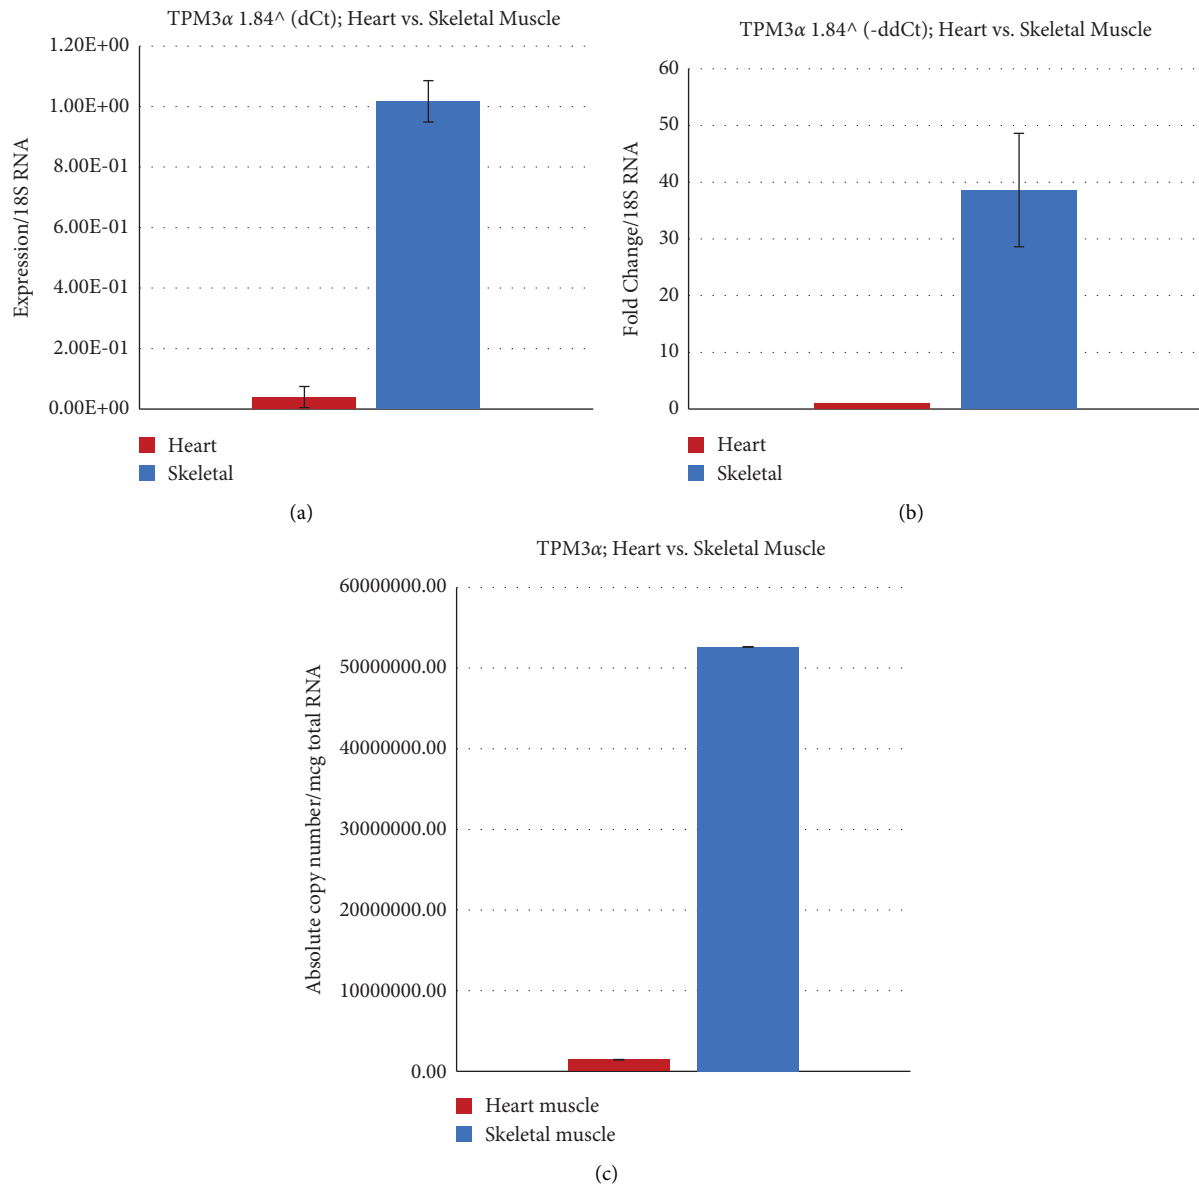 TPM3α 1.84^ (dCt); Heart vs. Skeletal Muscle
1.20E+00
1.00E+00
8.00E-01
6.00E-01
4.00E-01
2.00E-01
0.00E+00
Expression/18S RNA
Heart
Skeletal
(a)
TPM3α 1.84^ (-ddCt); Heart vs. Skeletal Muscle
60
50
40
30
20
10
0
Fold Change/18S RNA
Heart
Skeletal
(b)
TPM3α; Heart vs. Skeletal Muscle
60000000.00
50000000.00
40000000.00
30000000.00
20000000.00
10000000.00
0.00
Absolute copy number/mcg total RNA
Heart muscle
Skeletal muscle
(c)